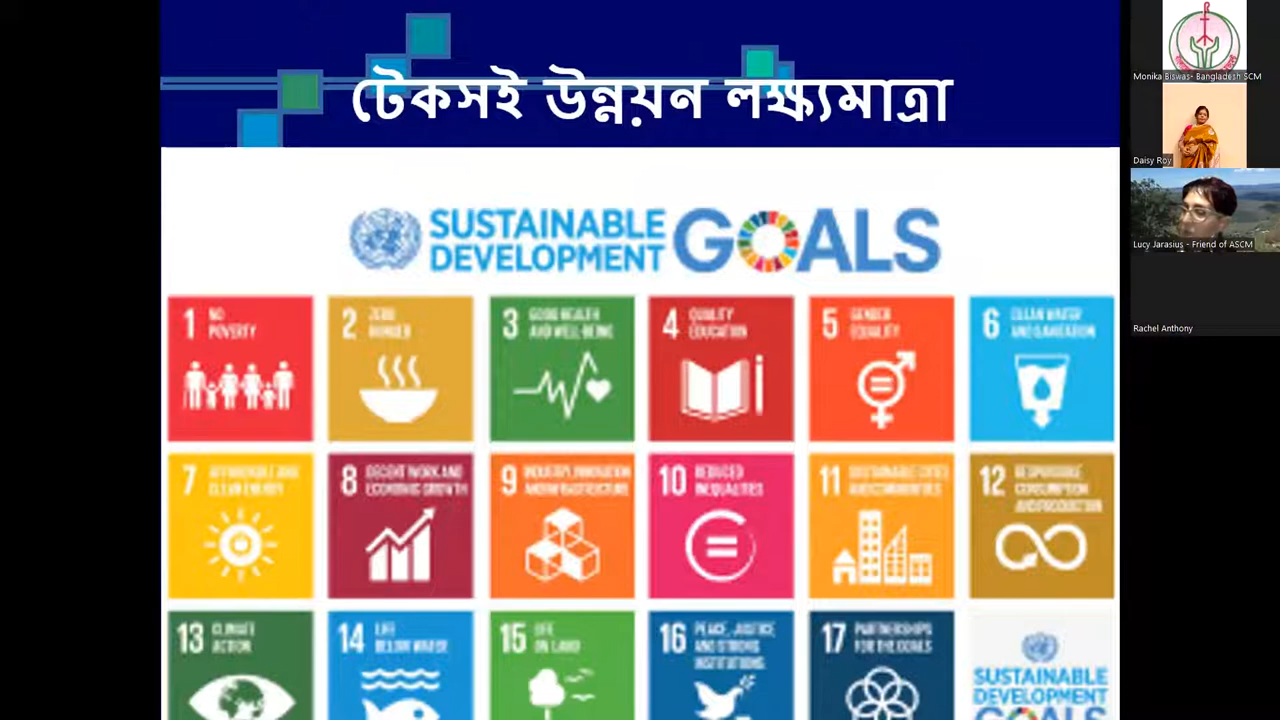 টেকসই উন্নয়ন লক্ষ্যমাত্রা
SUSTAINABLE
DEVELOPMENT
GOALS
1 NO
POVERTY
2 ZERO
HUNGER
3 GOOD HEALTH
AND WELL-BEING
4 QUALITY
EDUCATION
5 GENDER
EQUALITY
6 CLEAN WATER
AND SANITATION
7 AFFORDABLE AND
CLEAN ENERGY
8 DECENT WORK AND
ECONOMIC GROWTH
9 INDUSTRY, INNOVATION
AND INFRASTRUCTURE
10 REDUCED
INEQUALITIES
11 SUSTAINABLE CITIES
AND COMMUNITIES
12 RESPONSIBLE
CONSUMPTION
AND PRODUCTION
13 CLIMATE
ACTION
14 LIFE
BELOW WATER
15 LIFE
ON LAND
16 PEACE, JUSTICE
AND STRONG
INSTITUTIONS
17 PARTNERSHIPS
FOR THE GOALS
SUSTAINABLE
DEVELOPMENT
GOALS
Monika Biswas- Bangladesh SCM
Daisy Roy
Lucy Jarasius - Friend of ASCM
Rachel Anthony